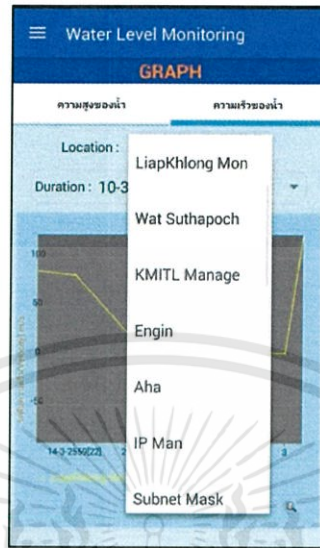 Water Level Monitoring
GRAPH
ความสูงของน้ำ
ความเร็วของน้ำ
Location :
Duration : 10-3
LiapKhlong Mon
Wat Suthapoch
KMITL Manage
Engin
Aha
IP Man
Subnet Mask
100
50
0
-50
14-3-2559[22]
2
3